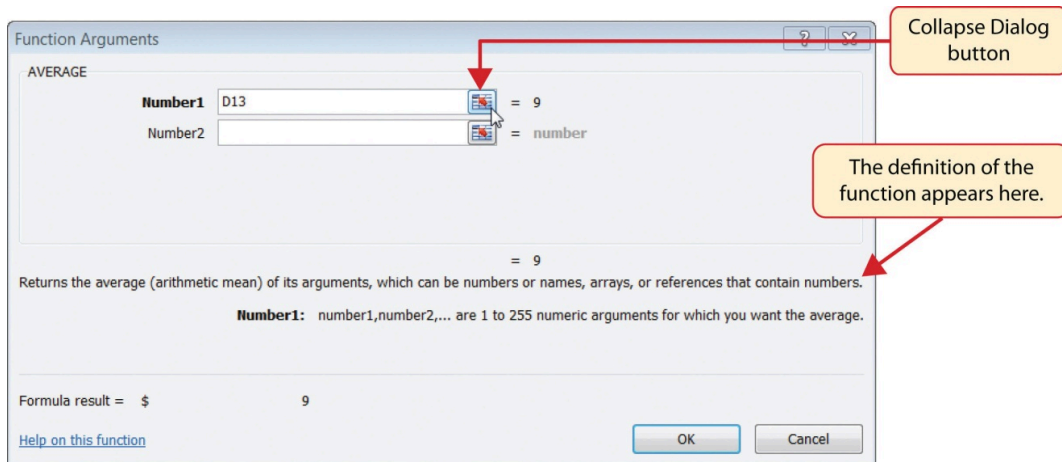 Collapse Dialog
button
Function Arguments
AVERAGE
Number1 D13 = 9
Number2 = number
The definition of the
function appears here.
= 9
Returns the average (arithmetic mean) of its arguments, which can be numbers or names, arrays, or references that contain numbers.
Number1: number1,number2,... are 1 to 255 numeric arguments for which you want the average.
Formula result = $ 9
Help on this function
OK Cancel